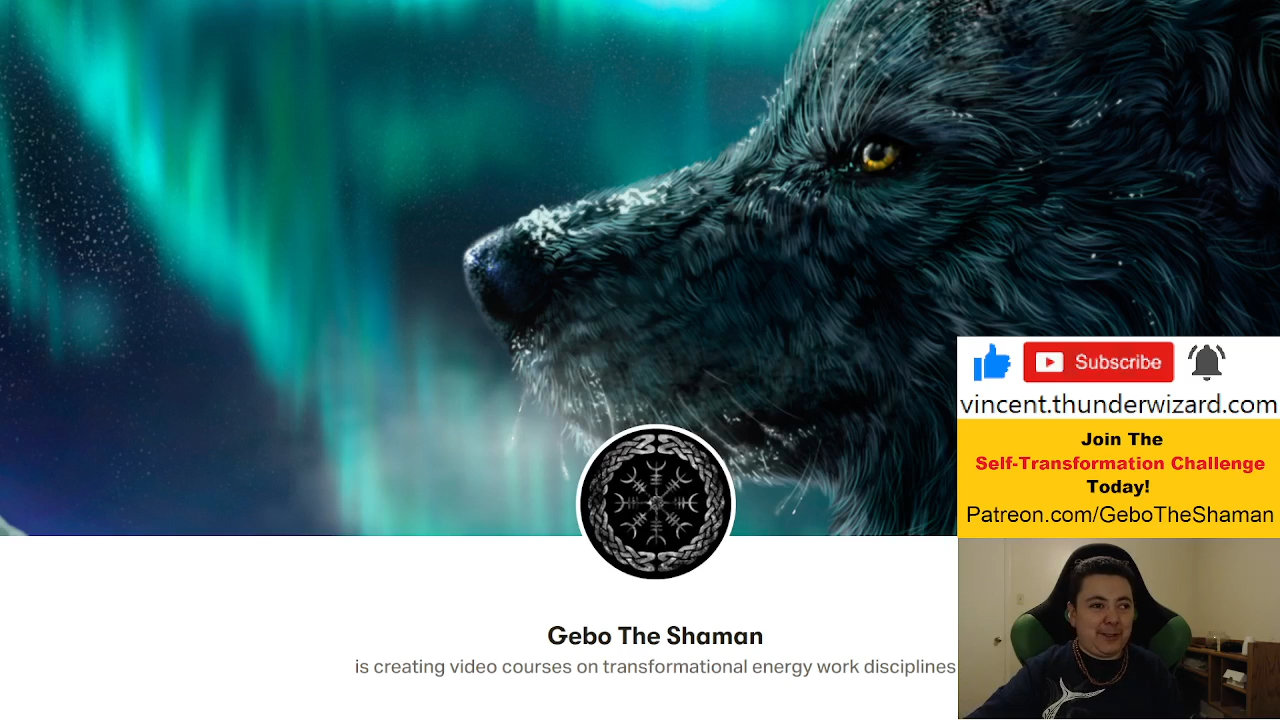 Subscribe
vincent.thunderwizard.com
Join The
Self-Transformation Challenge
Today!
Patreon.com/GeboTheShaman
Gebo The Shaman
is creating video courses on transformational energy work disciplines